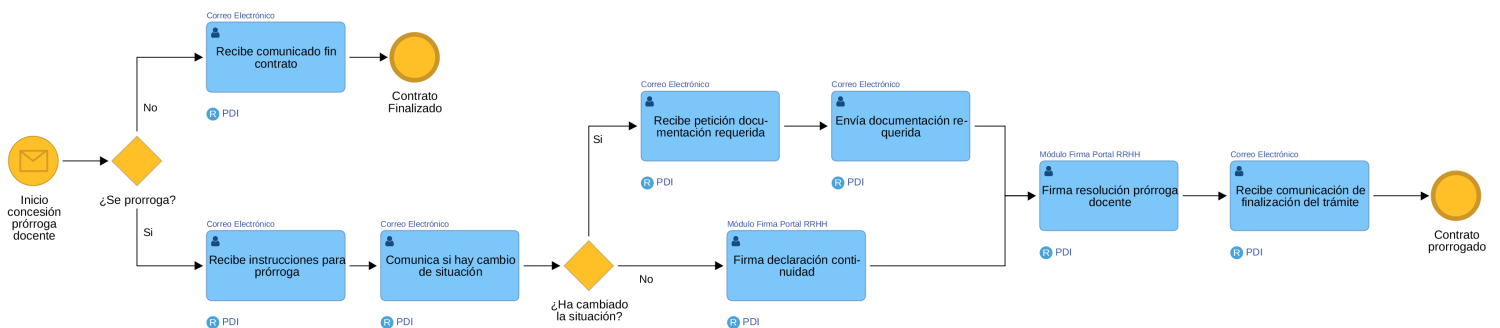 Correo Electrónico
Recibe comunicado fin
contrato
R PDI
Contrato
Finalizado
No
Inicio
concesión
prórroga
docente
¿Se prorroga?
Si
Correo Electrónico
Recibe instrucciones para
prórroga
R PDI
Correo Electrónico
Comunica si hay cambio
de situación
R PDI
¿Ha cambiado
la situación?
Si
Correo Electrónico
Recibe petición docu-
mentación requerida
R PDI
Correo Electrónico
Envía documentación re-
querida
R PDI
No
Módulo Firma Portal RRHH
Firma declaración conti-
nuidad
R PDI
Módulo Firma Portal RRHH
Firma resolución prórroga
docente
R PDI
Correo Electrónico
Recibe comunicación de
finalización del trámite
R PDI
Contrato
prorrogado